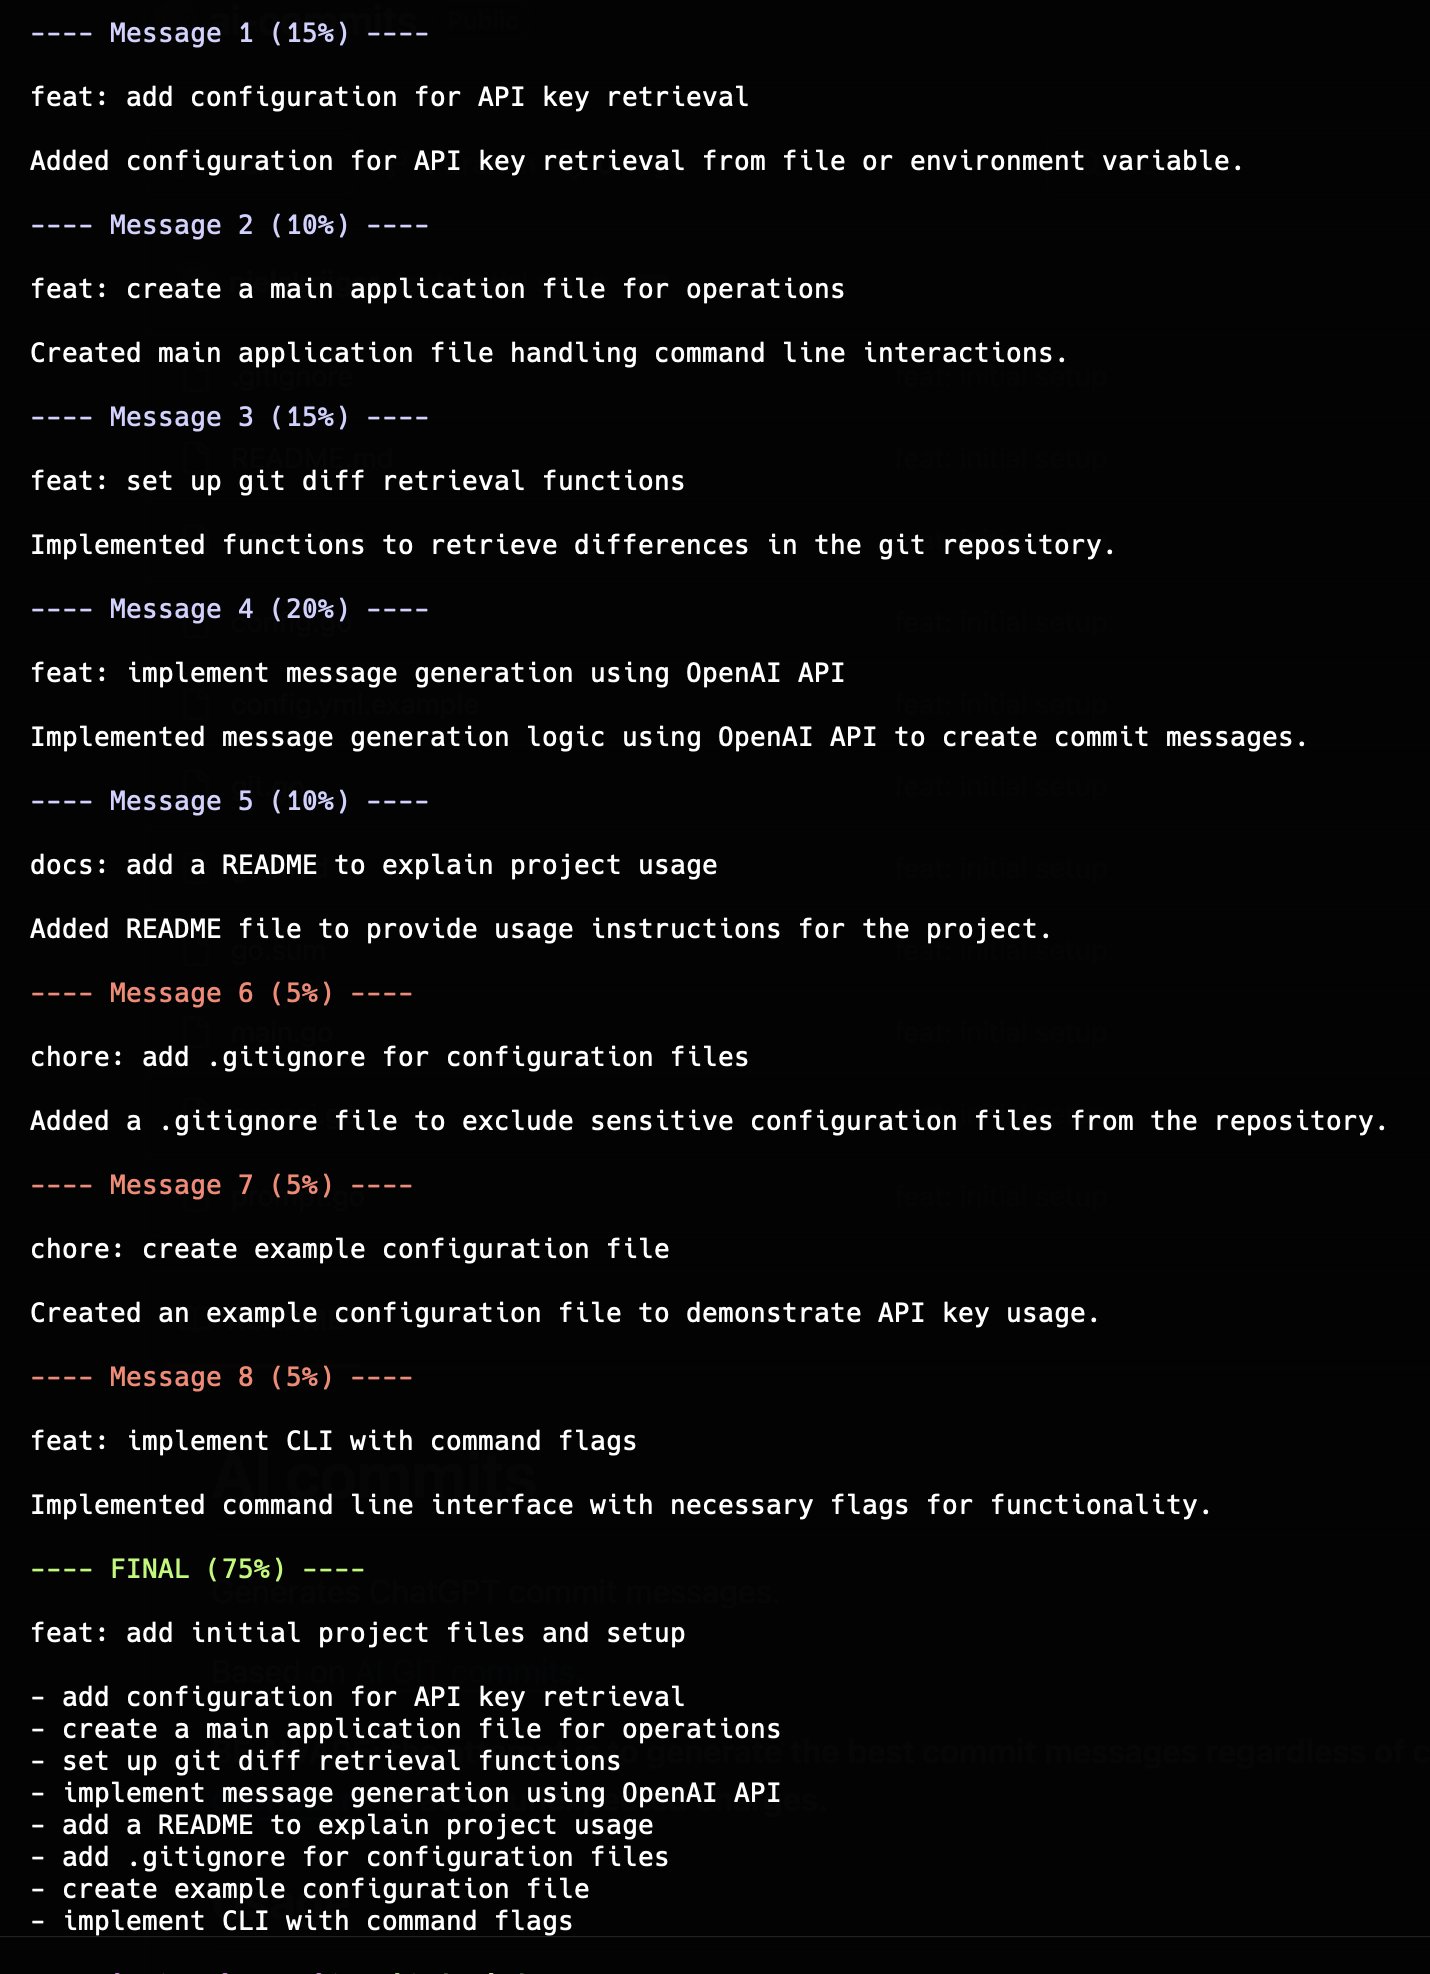 ---- Message 1 (15%) ----
feat: add configuration for API key retrieval
Added configuration for API key retrieval from file or environment variable.
---- Message 2 (10%) ----
feat: create a main application file for operations
Created main application file handling command line interactions.
---- Message 3 (15%) ----
feat: set up git diff retrieval functions
Implemented functions to retrieve differences in the git repository.
---- Message 4 (20%) ----
feat: implement message generation using OpenAI API
Implemented message generation logic using OpenAI API to create commit messages.
---- Message 5 (10%) ----
docs: add a README to explain project usage
Added README file to provide usage instructions for the project.
---- Message 6 (5%) ----
chore: add .gitignore for configuration files
Added a .gitignore file to exclude sensitive configuration files from the repository.
---- Message 7 (5%) ----
chore: create example configuration file
Created an example configuration file to demonstrate API key usage.
---- Message 8 (5%) ----
feat: implement CLI with command flags
Implemented command line interface with necessary flags for functionality.
---- FINAL (75%) ----
feat: add initial project files and setup
- add configuration for API key retrieval
- create a main application file for operations
- set up git diff retrieval functions
- implement message generation using OpenAI API
- add a README to explain project usage
- add .gitignore for configuration files
- create example configuration file
- implement CLI with command flags